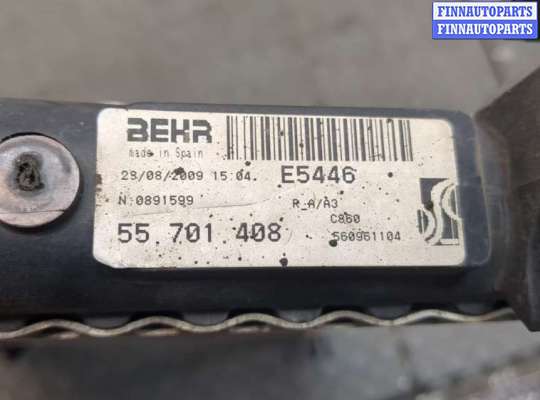 FINNAUTOPARTS
FINNAUTOPARTS
BEHR
made in Spain
28/08/2009 15:04. E5446
N:0891599 R_A/A3
C860
55 701 408 560961104